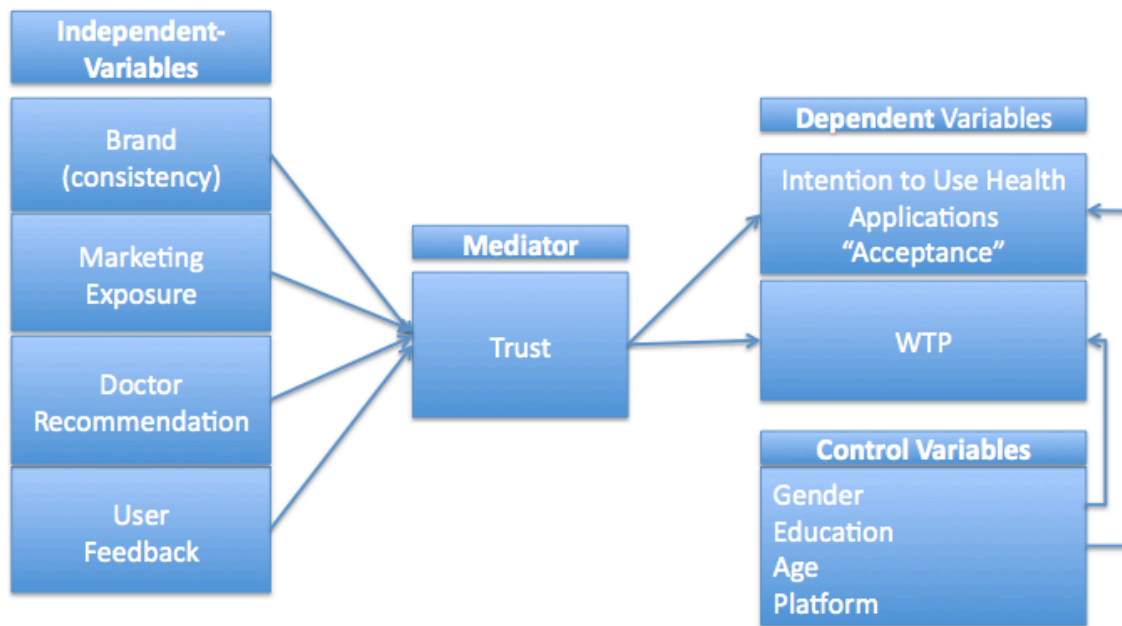 Independent-
Variables
Brand
(consistency)
Marketing
Exposure
Doctor
Recommendation
User
Feedback
Mediator
Trust
Dependent Variables
Intention to Use Health
Applications
“Acceptance”
WTP
Control Variables
Gender
Education
Age
Platform